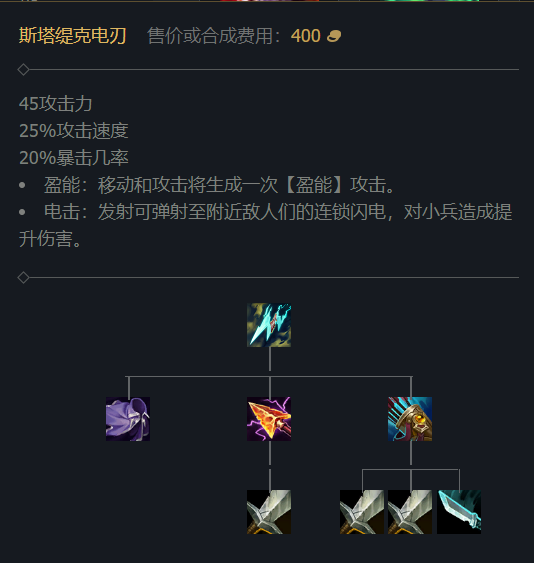 斯塔缇克电刃 售价或合成费用：400
45攻击力
25%攻击速度
20%暴击几率
• 盈能：移动和攻击将生成一次【盈能】攻击。
• 电击：发射可弹射至附近敌人们的连锁闪电，对小兵造成提
升伤害。